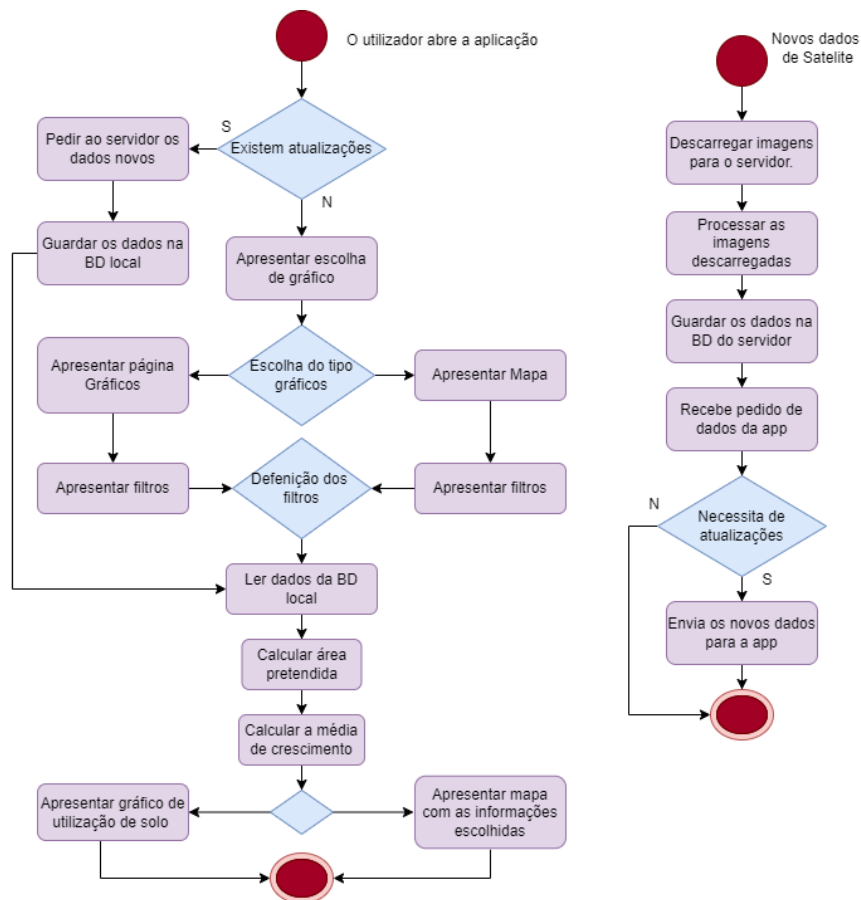 O utilizador abre a aplicação
S
Existem atualizações
N
Pedir ao servidor os
dados novos
Guardar os dados na
BD local
Apresentar escolha
de gráfico
Escolha do tipo
gráficos
Apresentar página
Gráficos
Apresentar Mapa
Apresentar filtros
Defenição dos
filtros
Apresentar filtros
Ler dados da BD
local
Calcular área
pretendida
Calcular a média
de crescimento
Apresentar gráfico de
utilização de solo
Apresentar mapa
com as informações
escolhidas
Novos dados
de Satelite
Descarregar imagens
para o servidor.
Processar as
imagens
descarregadas
Guardar os dados na
BD do servidor
Recebe pedido de
dados da app
N
Necessita de
atualizações
S
Envia os novos dados
para a app